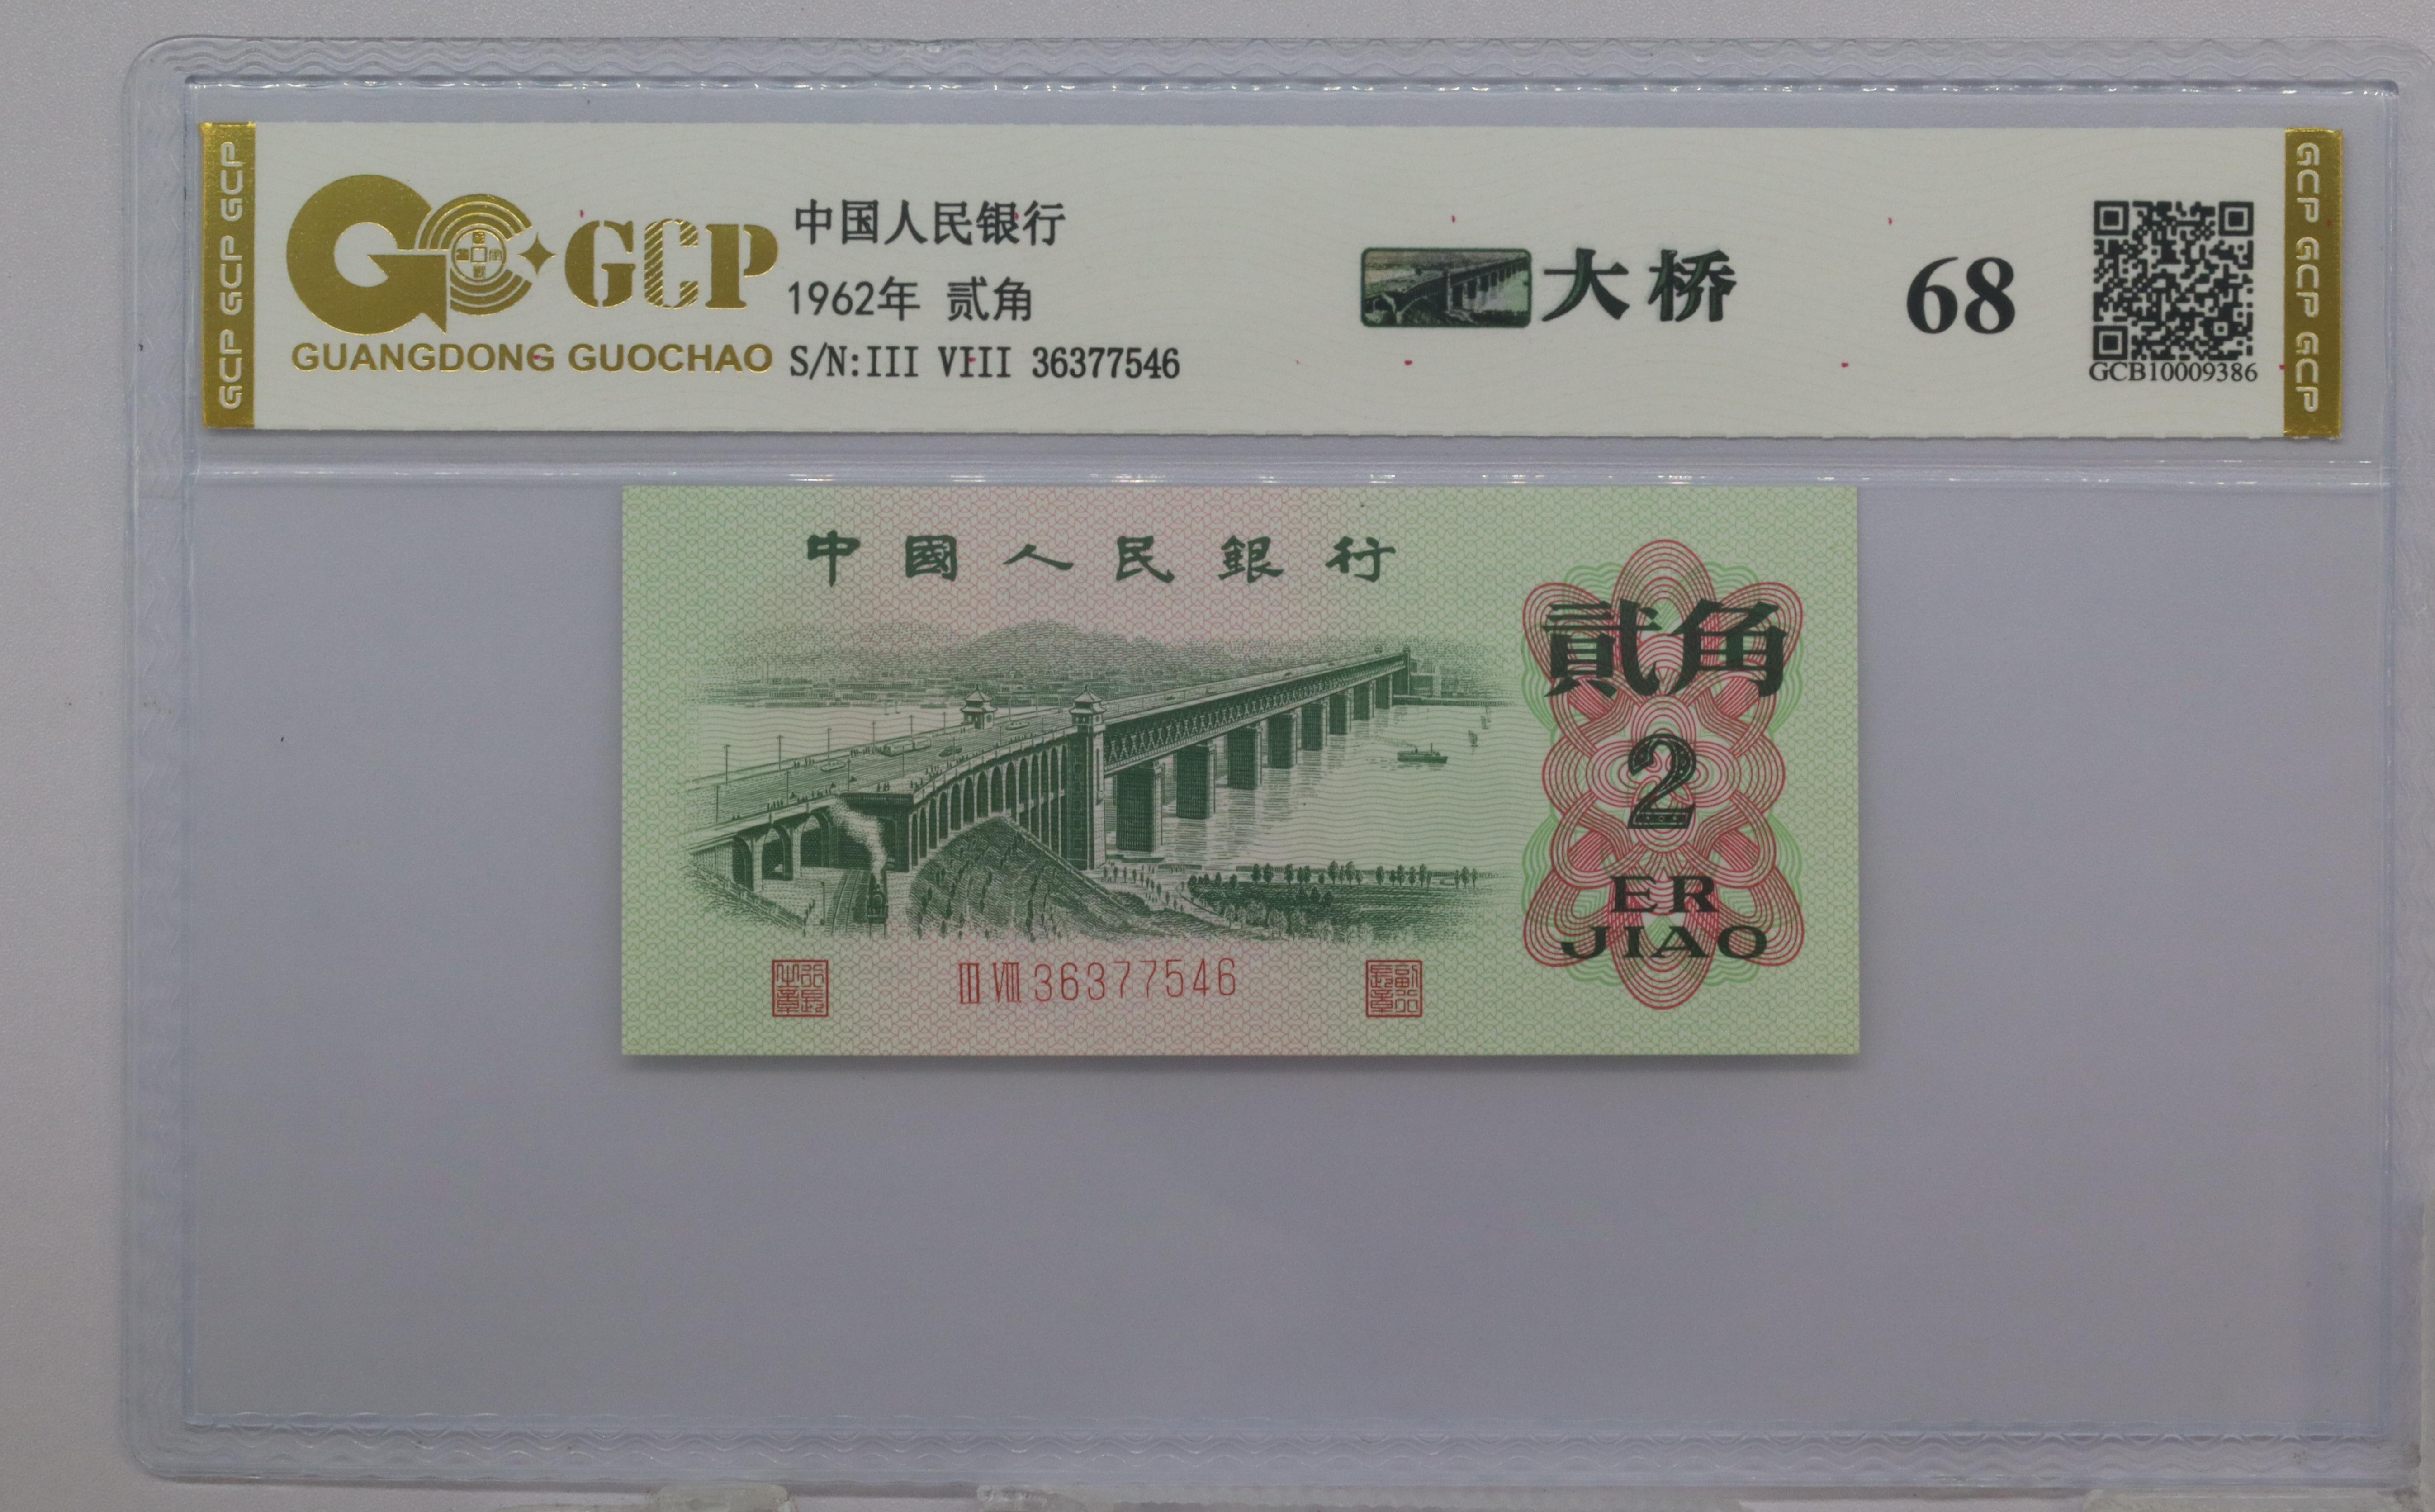 GCP GCP GCP
GCP
GUANGDONG GUOCHAO
中国人民银行
1962年 贰角
S/N:III VIII 36377546
大桥
68
GCB10009386
GCP GCP GCP
中國人民銀行
貳角
2
ER
JIAO
III VIII 36377546